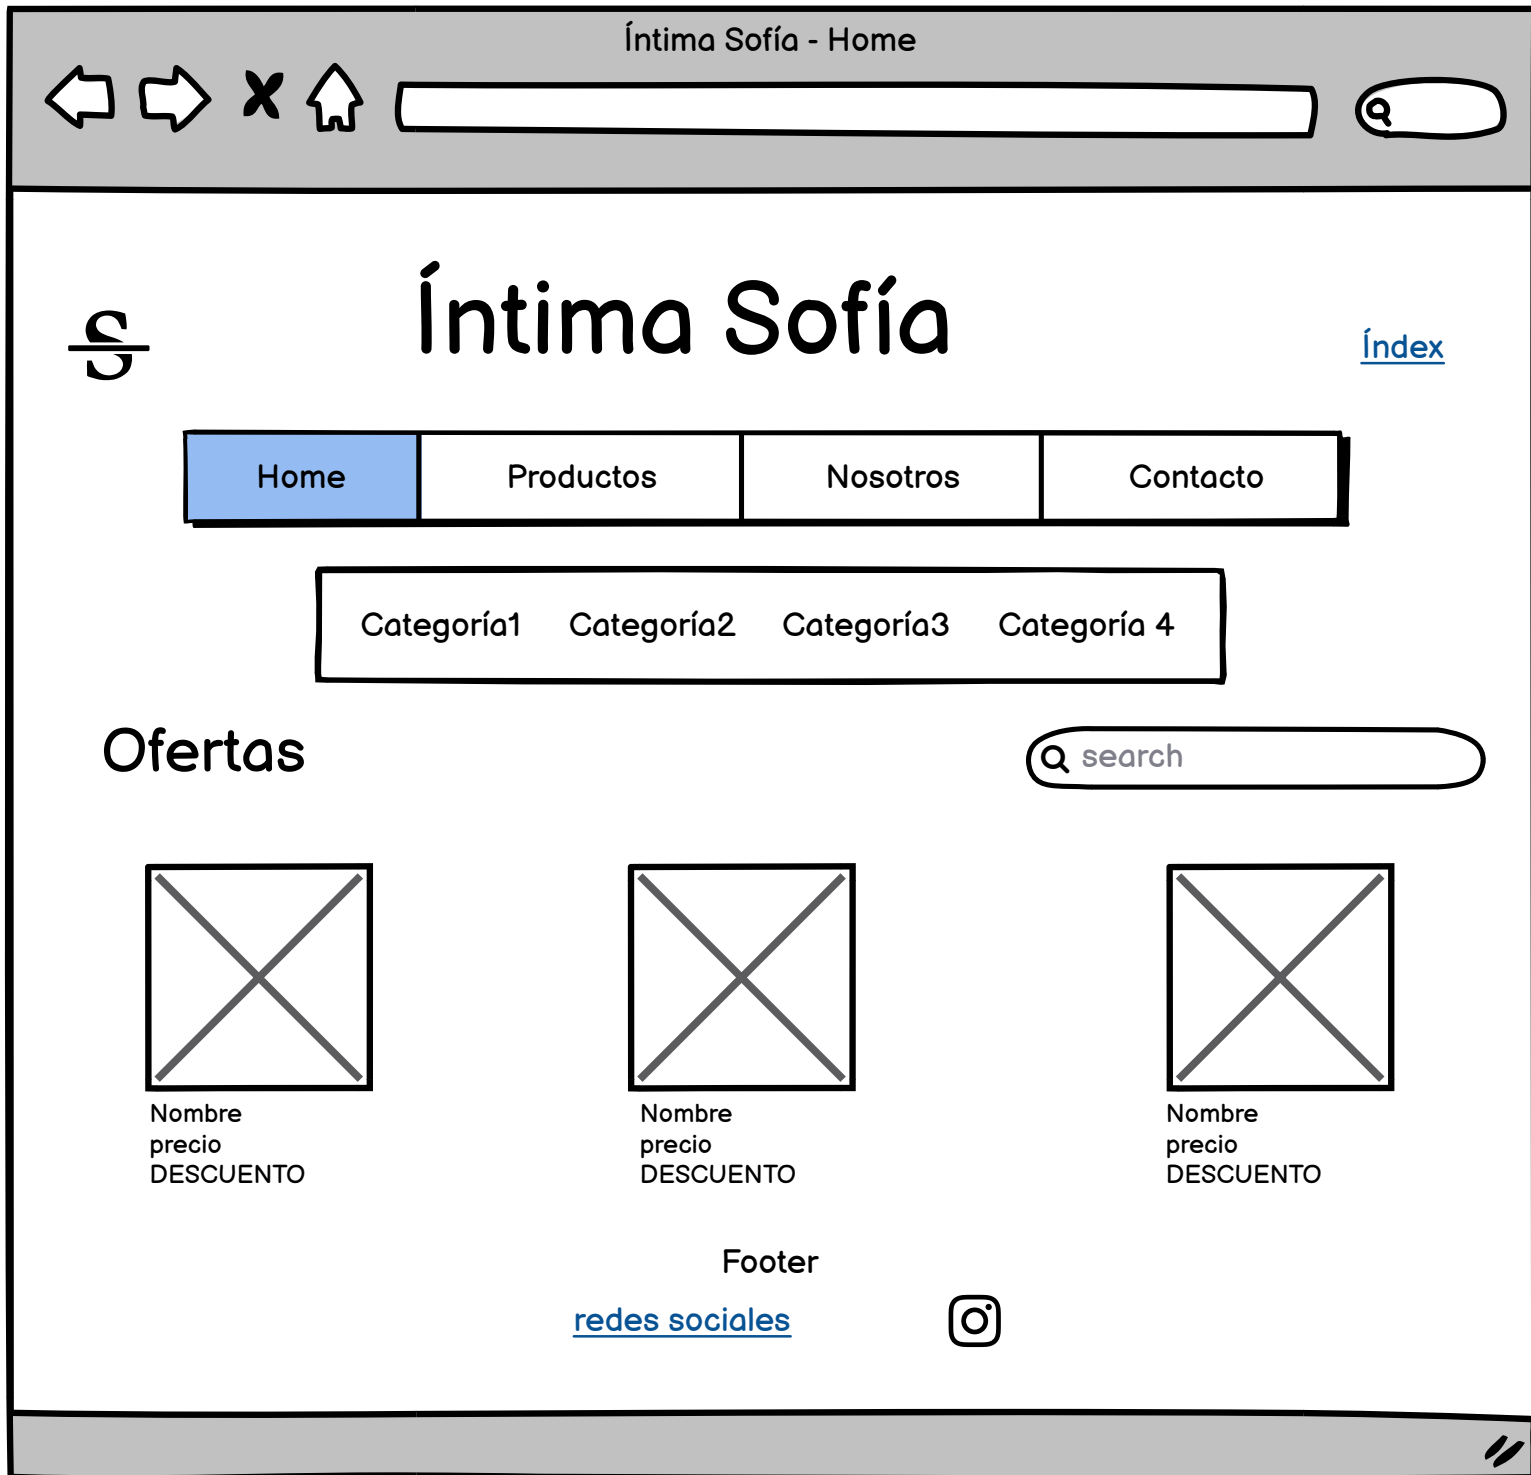 Íntima Sofía - Home
Íntima Sofía
S
Índex
Home Productos Nosotros Contacto
Categoría1 Categoría2 Categoría3 Categoría 4
Ofertas
search
Nombre
precio
DESCUENTO
Nombre
precio
DESCUENTO
Nombre
precio
DESCUENTO
Footer
redes sociales